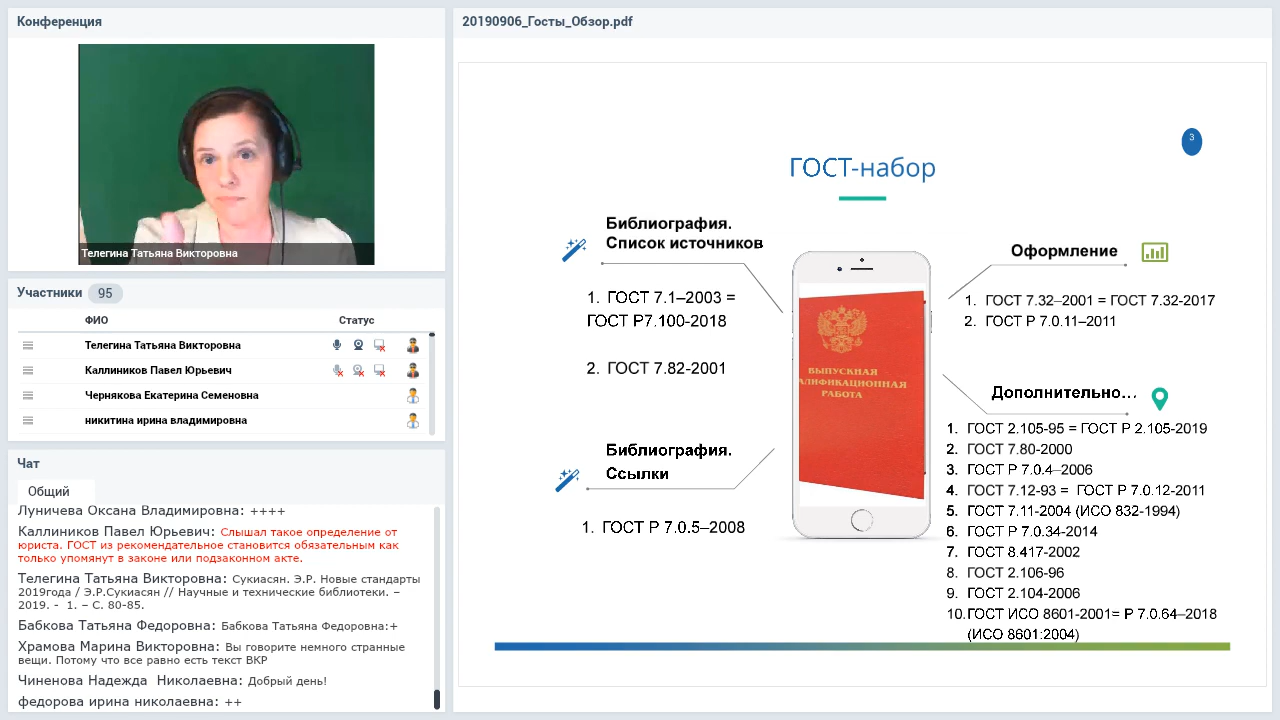 Конференция
Телегина Татьяна Викторовна
Участники 95
ФИО Статус
Телегина Татьяна Викторовна
Каллиников Павел Юрьевич
Чернякова Екатерина Семеновна
никитина ирина владимировна
Чат
Общий
Луничева Оксана Владимировна: ++++
Каллиников Павел Юрьевич: Слышал такое определение от
юриста. ГОСТ из рекомендательное становится обязательным как
только упомянут в законе или подзаконном акте.
Телегина Татьяна Викторовна: Сукиасян. Э.Р. Новые стандарты
2019года / Э.Р.Сукиасян // Научные и технические библиотеки. –
2019. - 1. – С. 80-85.
Бабкова Татьяна Федоровна: Бабкова Татьяна Федоровна:+
Храмова Марина Викторовна: Вы говорите немного странные
вещи. Потому что все равно есть текст ВКР
Чиненова Надежда Николаевна: Добрый день!
федорова ирина николаевна: ++
20190906_Госты_Обзор.pdf
3
ГОСТ-набор
Библиография.
Список источников
1. ГОСТ 7.1–2003 =
ГОСТ Р7.100-2018
2. ГОСТ 7.82-2001
Библиография.
Ссылки
1. ГОСТ Р 7.0.5–2008
ВЫПУСКНАЯ
АЛИФИКАЦИОННАЯ
РАБОТА
Оформление
1. ГОСТ 7.32–2001 = ГОСТ 7.32-2017
2. ГОСТ Р 7.0.11–2011
Дополнительно...
1. ГОСТ 2.105-95 = ГОСТ Р 2.105-2019
2. ГОСТ 7.80-2000
3. ГОСТ Р 7.0.4–2006
4. ГОСТ 7.12-93 = ГОСТ Р 7.0.12-2011
5. ГОСТ 7.11-2004 (ИСО 832-1994)
6. ГОСТ Р 7.0.34-2014
7. ГОСТ 8.417-2002
8. ГОСТ 2.106-96
9. ГОСТ 2.104-2006
10.ГОСТ ИСО 8601-2001= Р 7.0.64–2018
(ИСО 8601:2004)